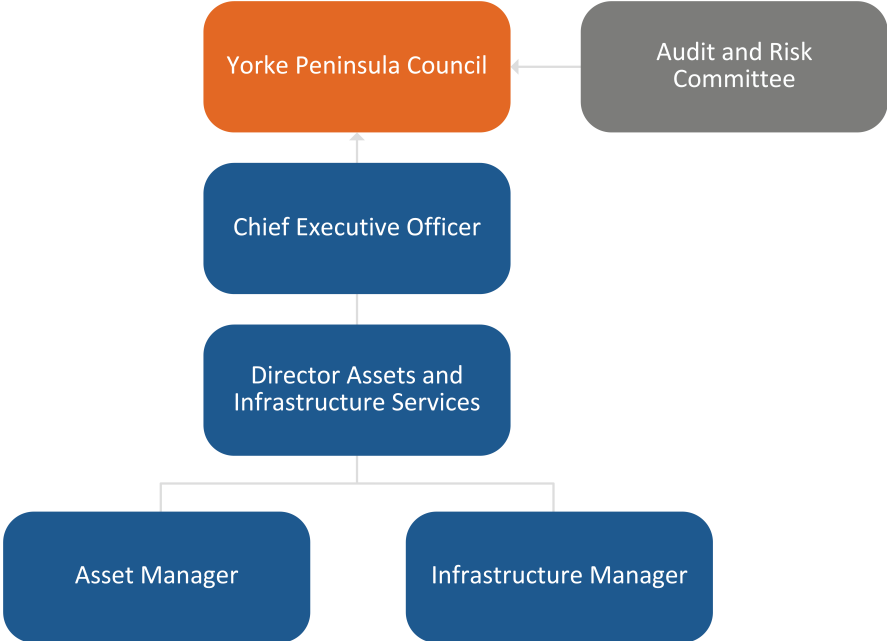 Yorke Peninsula Council
Audit and Risk
Committee
Chief Executive Officer
Director Assets and
Infrastructure Services
Asset Manager
Infrastructure Manager